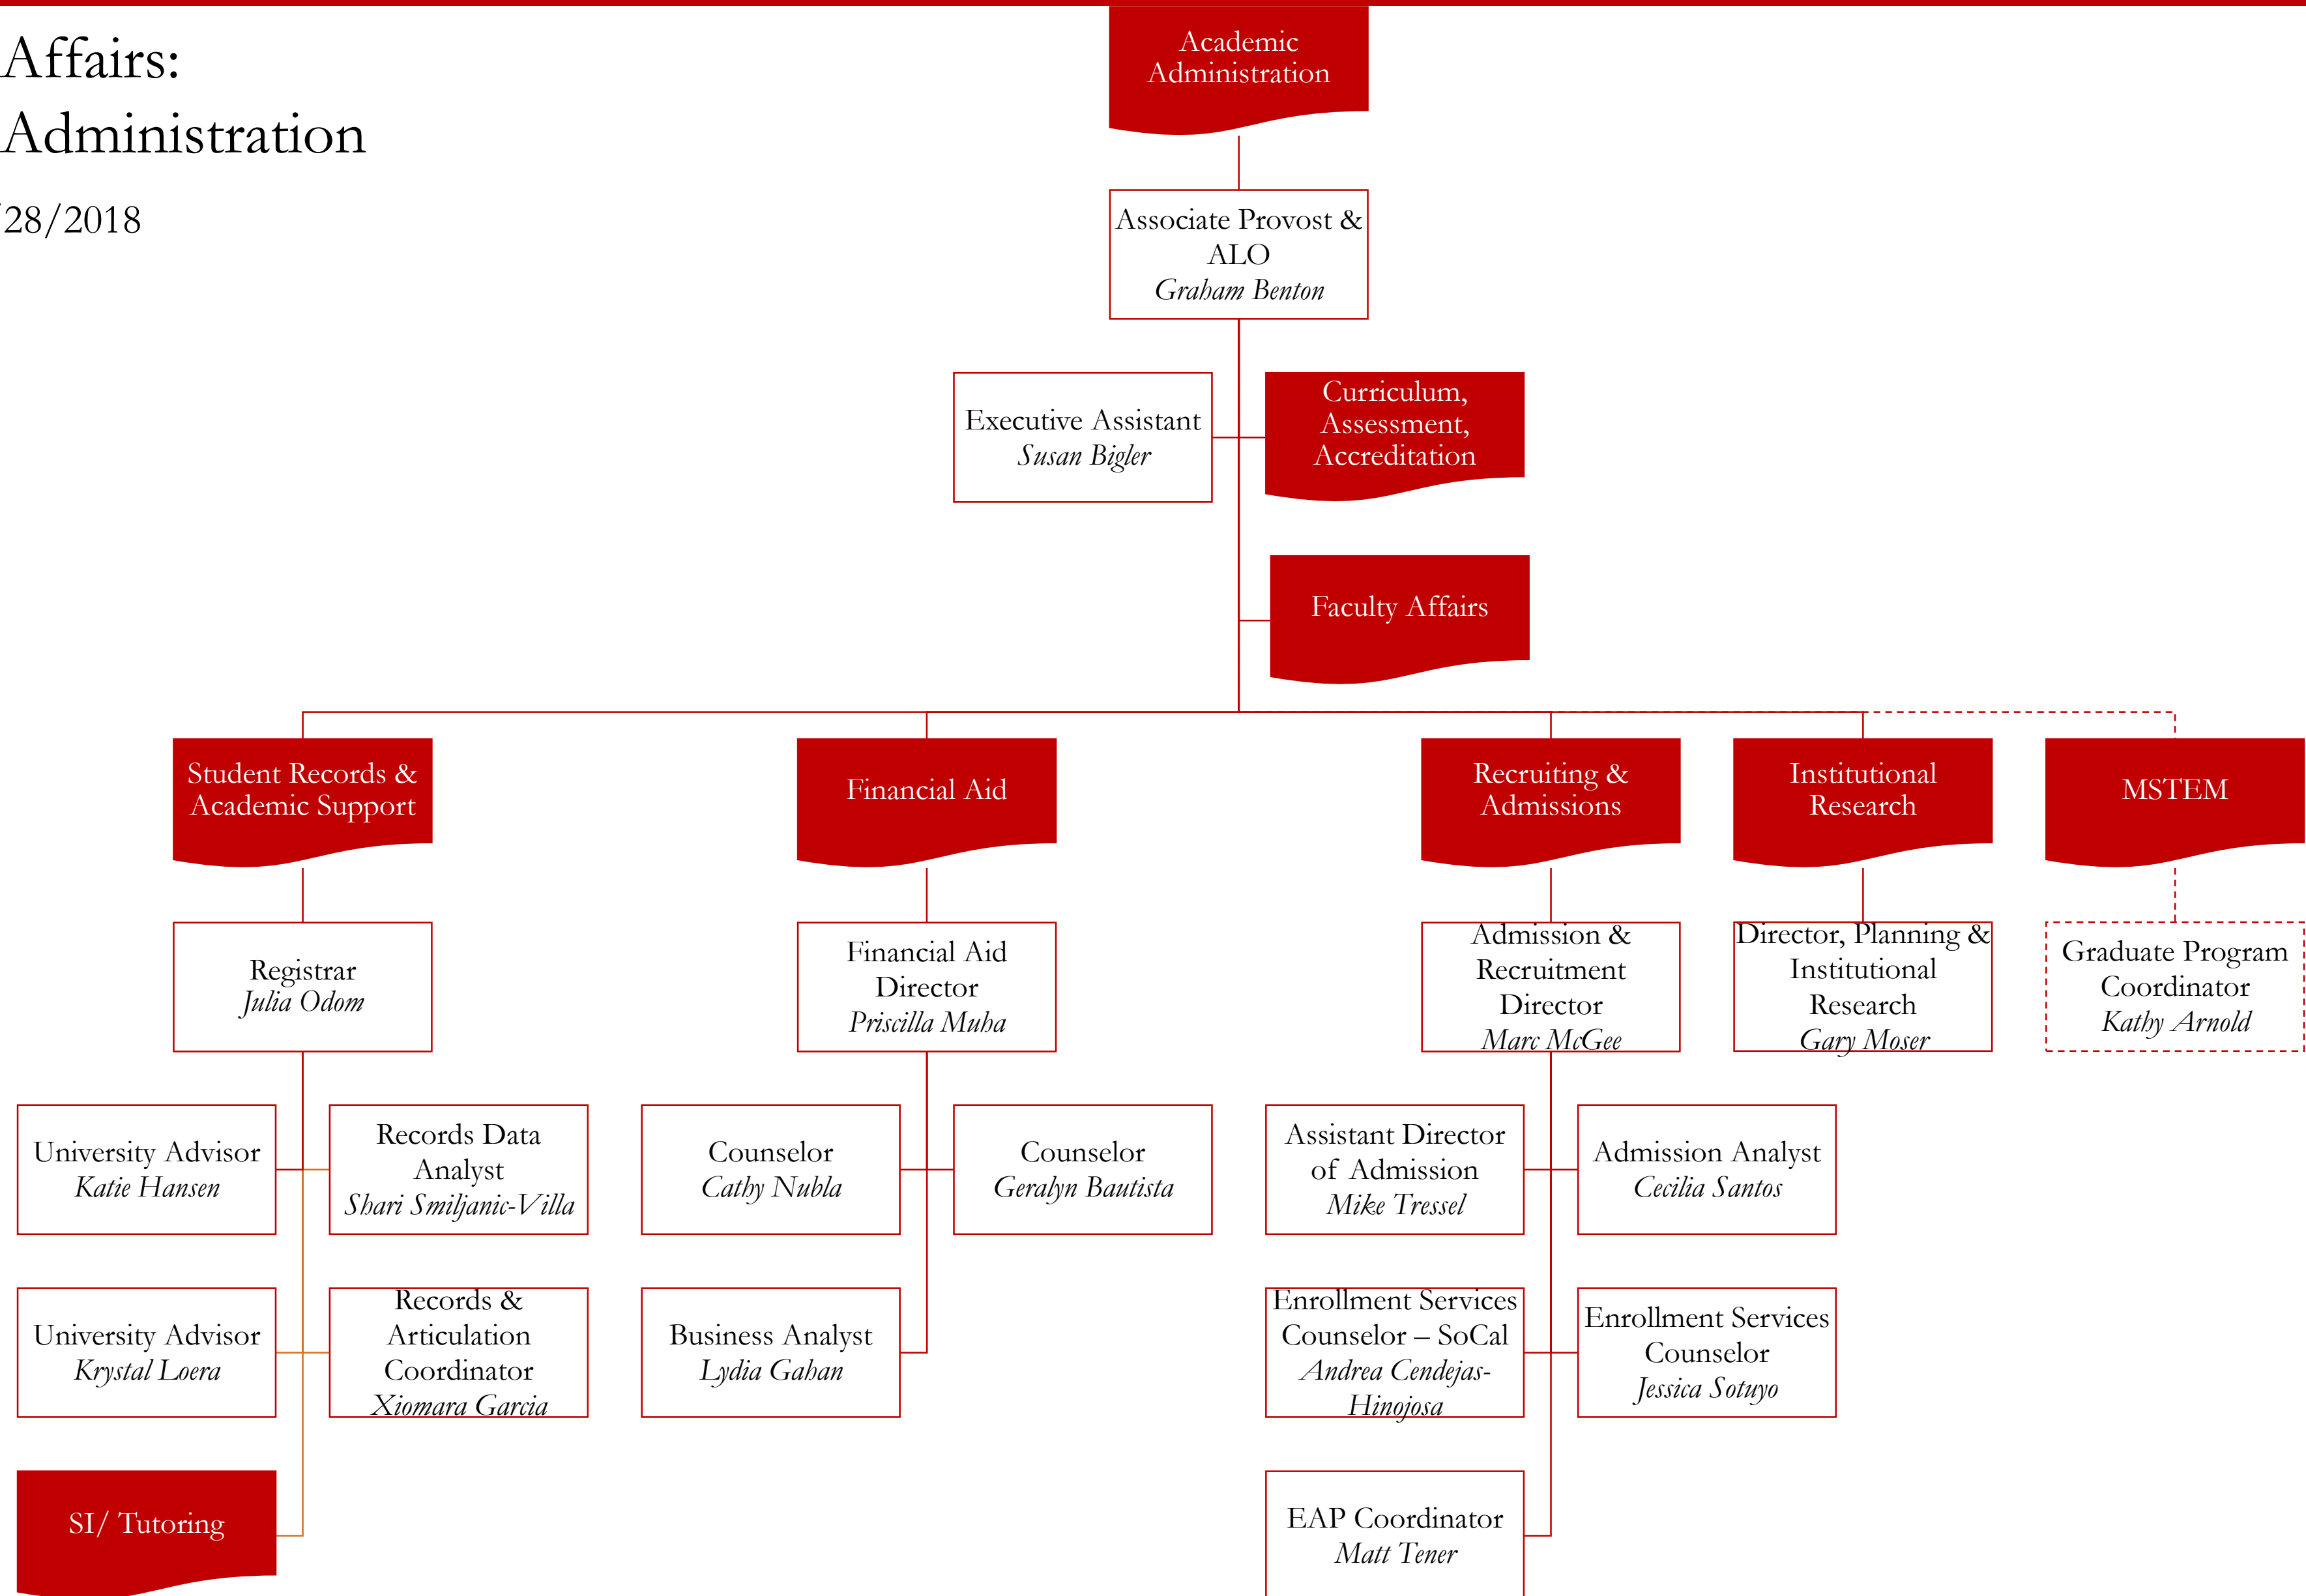 Affairs:
Administration
/28/2018
Academic
Administration
Associate Provost &
ALO
Graham Benton
Executive Assistant
Susan Bigler
Curriculum,
Assessment,
Accreditation
Faculty Affairs
Student Records &
Academic Support
Financial Aid
Recruiting &
Admissions
Institutional
Research
MSTEM
Registrar
Julia Odom
Financial Aid
Director
Priscilla Muha
Admission &
Recruitment
Director
Marc McGee
Director, Planning &
Institutional
Research
Gary Moser
Graduate Program
Coordinator
Kathy Arnold
University Advisor
Katie Hansen
Records Data
Analyst
Shari Smiljanic-Villa
Counselor
Cathy Nubla
Counselor
Geralyn Bautista
Assistant Director
of Admission
Mike Tressel
Admission Analyst
Cecilia Santos
University Advisor
Krystal Loera
Records &
Articulation
Coordinator
Xiomara Garcia
Business Analyst
Lydia Gahan
Enrollment Services
Counselor – SoCal
Andrea Cendejas-
Hinojosa
Enrollment Services
Counselor
Jessica Sotuyo
SI/ Tutoring
EAP Coordinator
Matt Tener